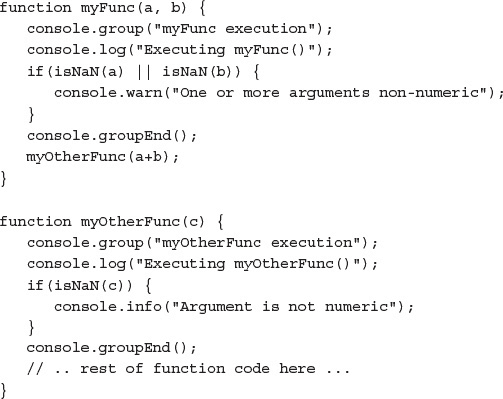 function myFunc(a, b) {
   console.group("myFunc execution");
   console.log("Executing myFunc()");
   if(isNaN(a) || isNaN(b)) {
      console.warn("One or more arguments non-numeric");
   }
   console.groupEnd();
   myOtherFunc(a+b);
}

function myOtherFunc(c) {
   console.group("myOtherFunc execution");
   console.log("Executing myOtherFunc()");
   if(isNaN(c)) {
      console.info("Argument is not numeric");
   }
   console.groupEnd();
   // .. rest of function code here ...
}